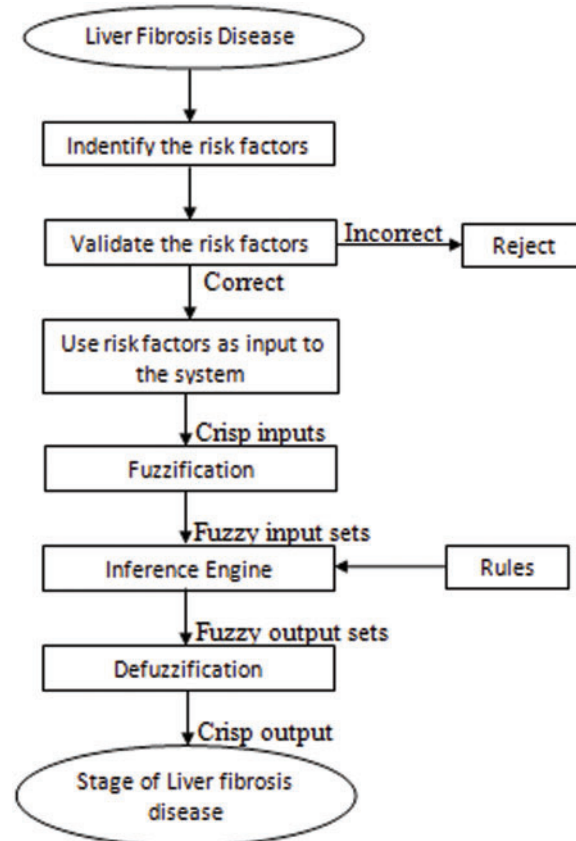 Liver Fibrosis Disease
Indentify the risk factors
Validate the risk factors
Incorrect
Reject
Correct
Use risk factors as input to
the system
Crisp inputs
Fuzzification
Fuzzy input sets
Inference Engine
Rules
Fuzzy output sets
Defuzzification
Crisp output
Stage of Liver fibrosis
disease